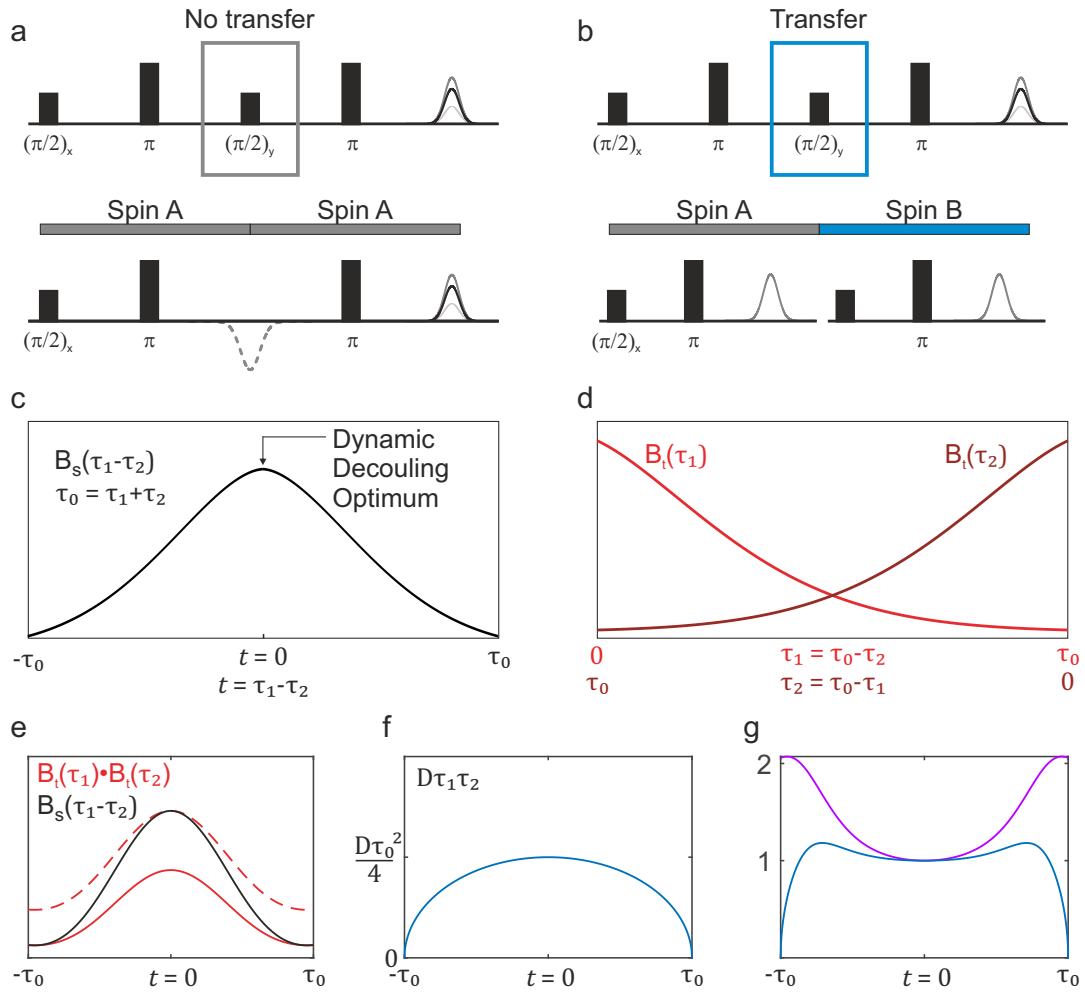 a
No transfer
(π/2)ₓ
π
(π/2)ᵧ
π
Spin A
Spin A
(π/2)ₓ
π
π
b
Transfer
(π/2)ₓ
π
(π/2)ᵧ
π
Spin A
Spin B
(π/2)ₓ
π
π
c
Bₛ(τ₁-τ₂)
τ₀ = τ₁+τ₂
Dynamic
Decouling
Optimum
-τ₀
t = 0
τ₀
t = τ₁-τ₂
d
Bₜ(τ₁)
Bₜ(τ₂)
0
τ₁ = τ₀-τ₂
τ₀
τ₀
τ₂ = τ₀-τ₁
0
e
Bₜ(τ₁)•Bₜ(τ₂)
Bₛ(τ₁-τ₂)
-τ₀
t = 0
τ₀
f
Dτ₁τ₂
Dτ₀²
4
0
-τ₀
t = 0
τ₀
g
2
1
-τ₀
t = 0
τ₀